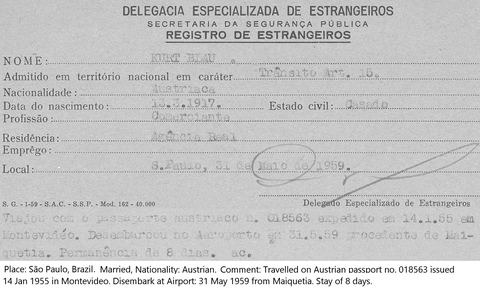 DELEGACIA ESPECIALIZADA DE ESTRANGEIROS
SECRETARIA DA SEGURANÇA PÚBLICA
REGISTRO DE ESTRANGEIROS
NOME: KURT BLAU .
Admitido em território nacional em caráter Trânsito Art. 15.
Nacionalidade: Austriaca
Data do nascimento: 13.3.1917. Estado civil: Casado
Profissão: Comerciante
Residência: Agência Real
Emprêgo:
Local: S.Paulo, 31 de Maio de 1959.
S. G. - 1-59 - S.A.C. - S.S.P. - Mod. 162 - 40.000 Delegado Especializado de Estrangeiros
Viajou com o passaporte austriaco n. 018563 expedido em 14.1.55 em
Montevidéo. Desembarcou no Aeroporto em 31.5.59 procedente de Mai-
quetia. Permanência de 8 dias. ac.
Place: São Paulo, Brazil. Married, Nationality: Austrian. Comment: Travelled on Austrian passport no. 018563 issued
14 Jan 1955 in Montevideo. Disembark at Airport: 31 May 1959 from Maiquetia. Stay of 8 days.